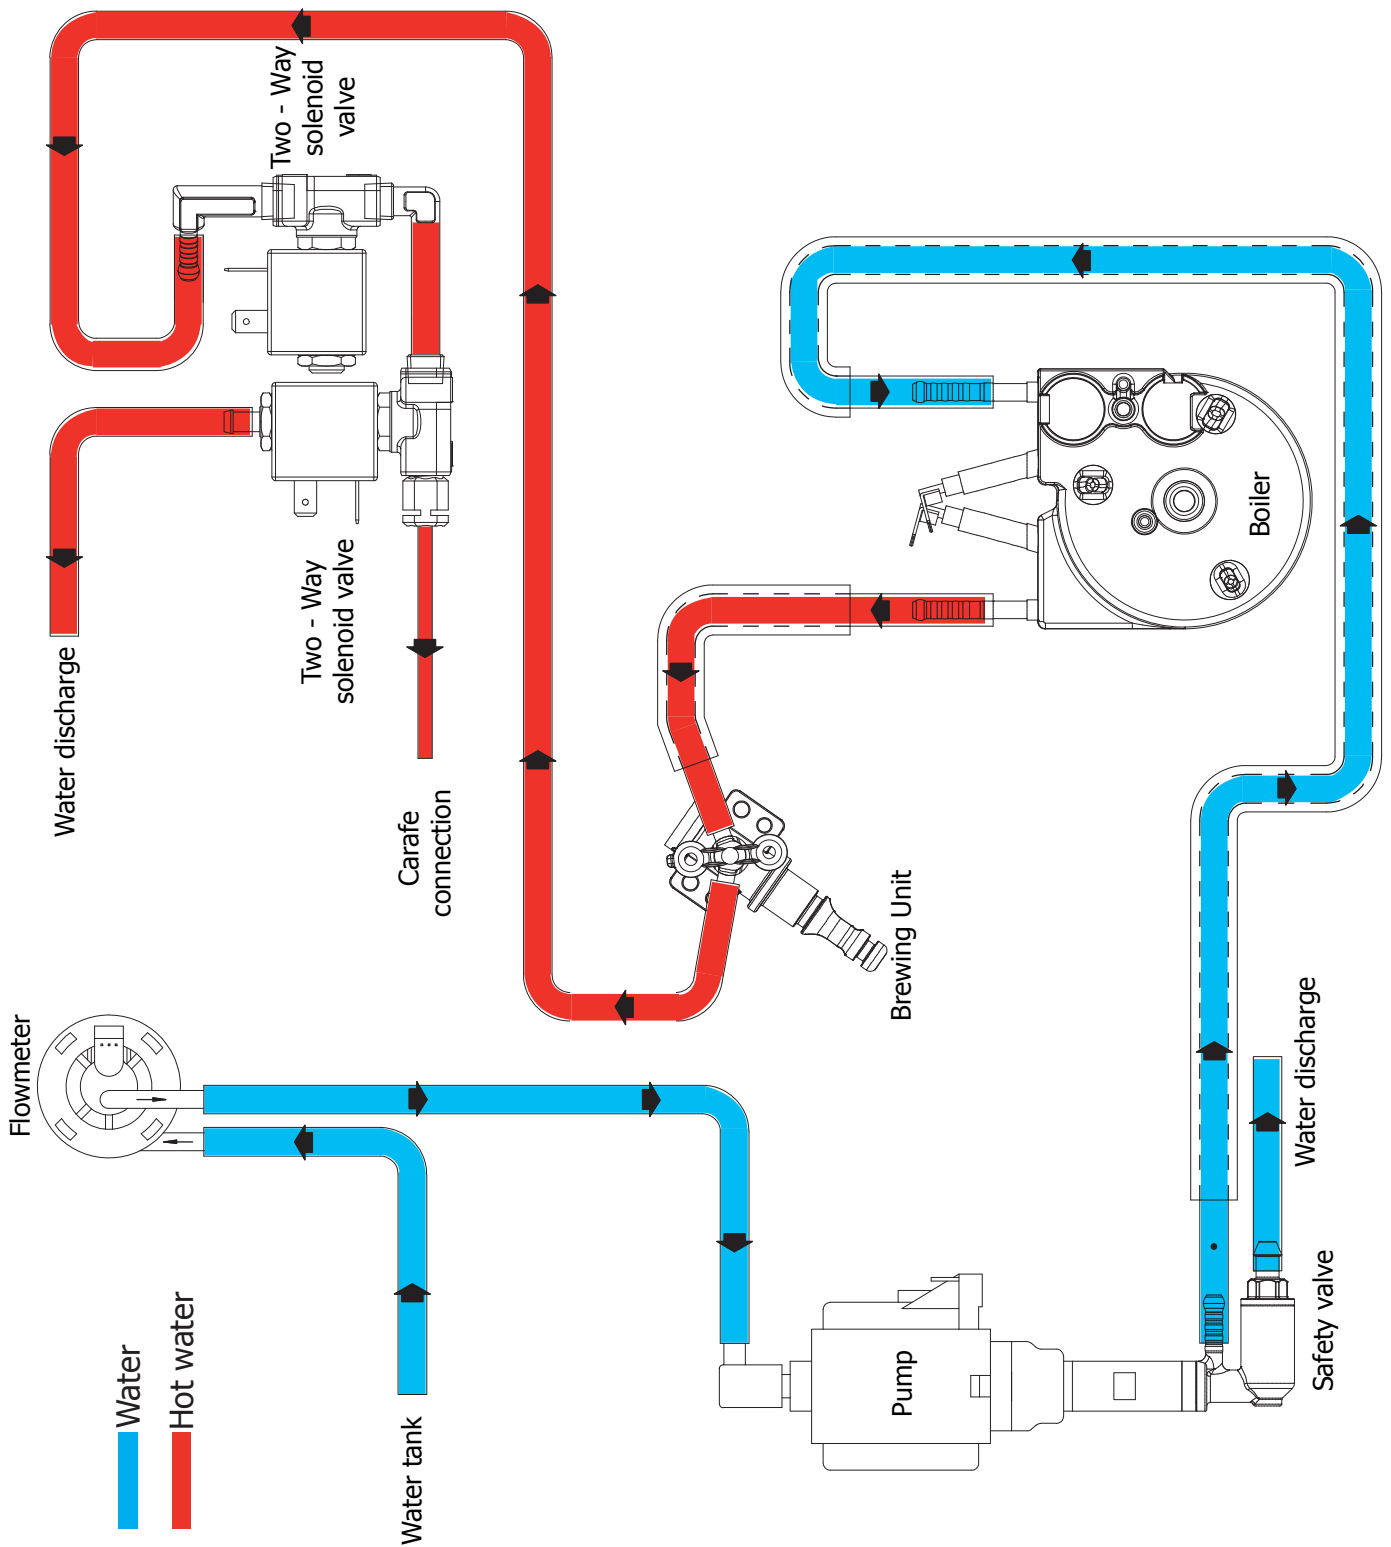 Water
Hot water
Water tank
Flowmeter
Pump
Safety valve
Water discharge
Boiler
Brewing Unit
Two - Way
solenoid
valve
Two - Way
solenoid valve
Carafe
connection
Water discharge